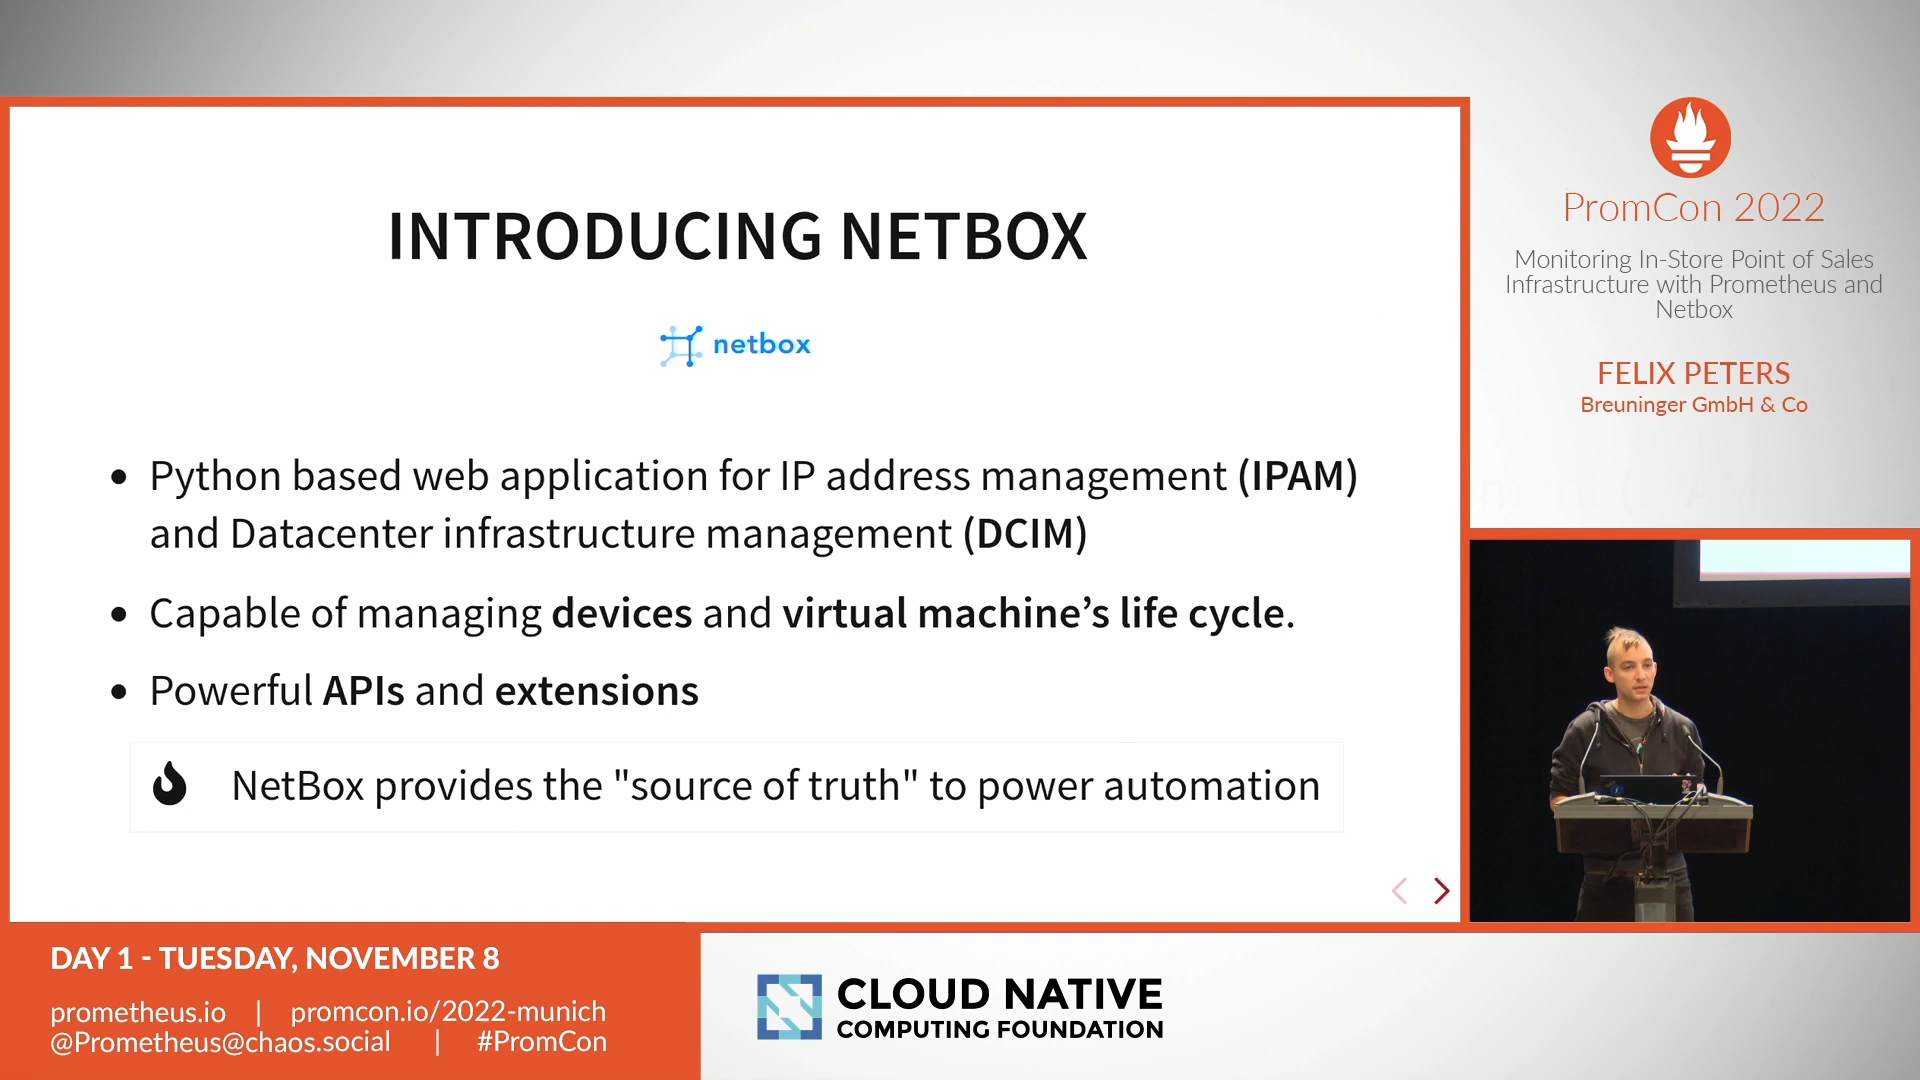 INTRODUCING NETBOX
netbox
Python based web application for IP address management (IPAM)
and Datacenter infrastructure management (DCIM)
Capable of managing devices and virtual machine’s life cycle.
Powerful APIs and extensions
NetBox provides the "source of truth" to power automation
PromCon 2022
Monitoring In-Store Point of Sales
Infrastructure with Prometheus and
Netbox
FELIX PETERS
Breuninger GmbH & Co
DAY 1 - TUESDAY, NOVEMBER 8
prometheus.io | promcon.io/2022-munich
@Prometheus@chaos.social | #PromCon
CLOUD NATIVE
COMPUTING FOUNDATION